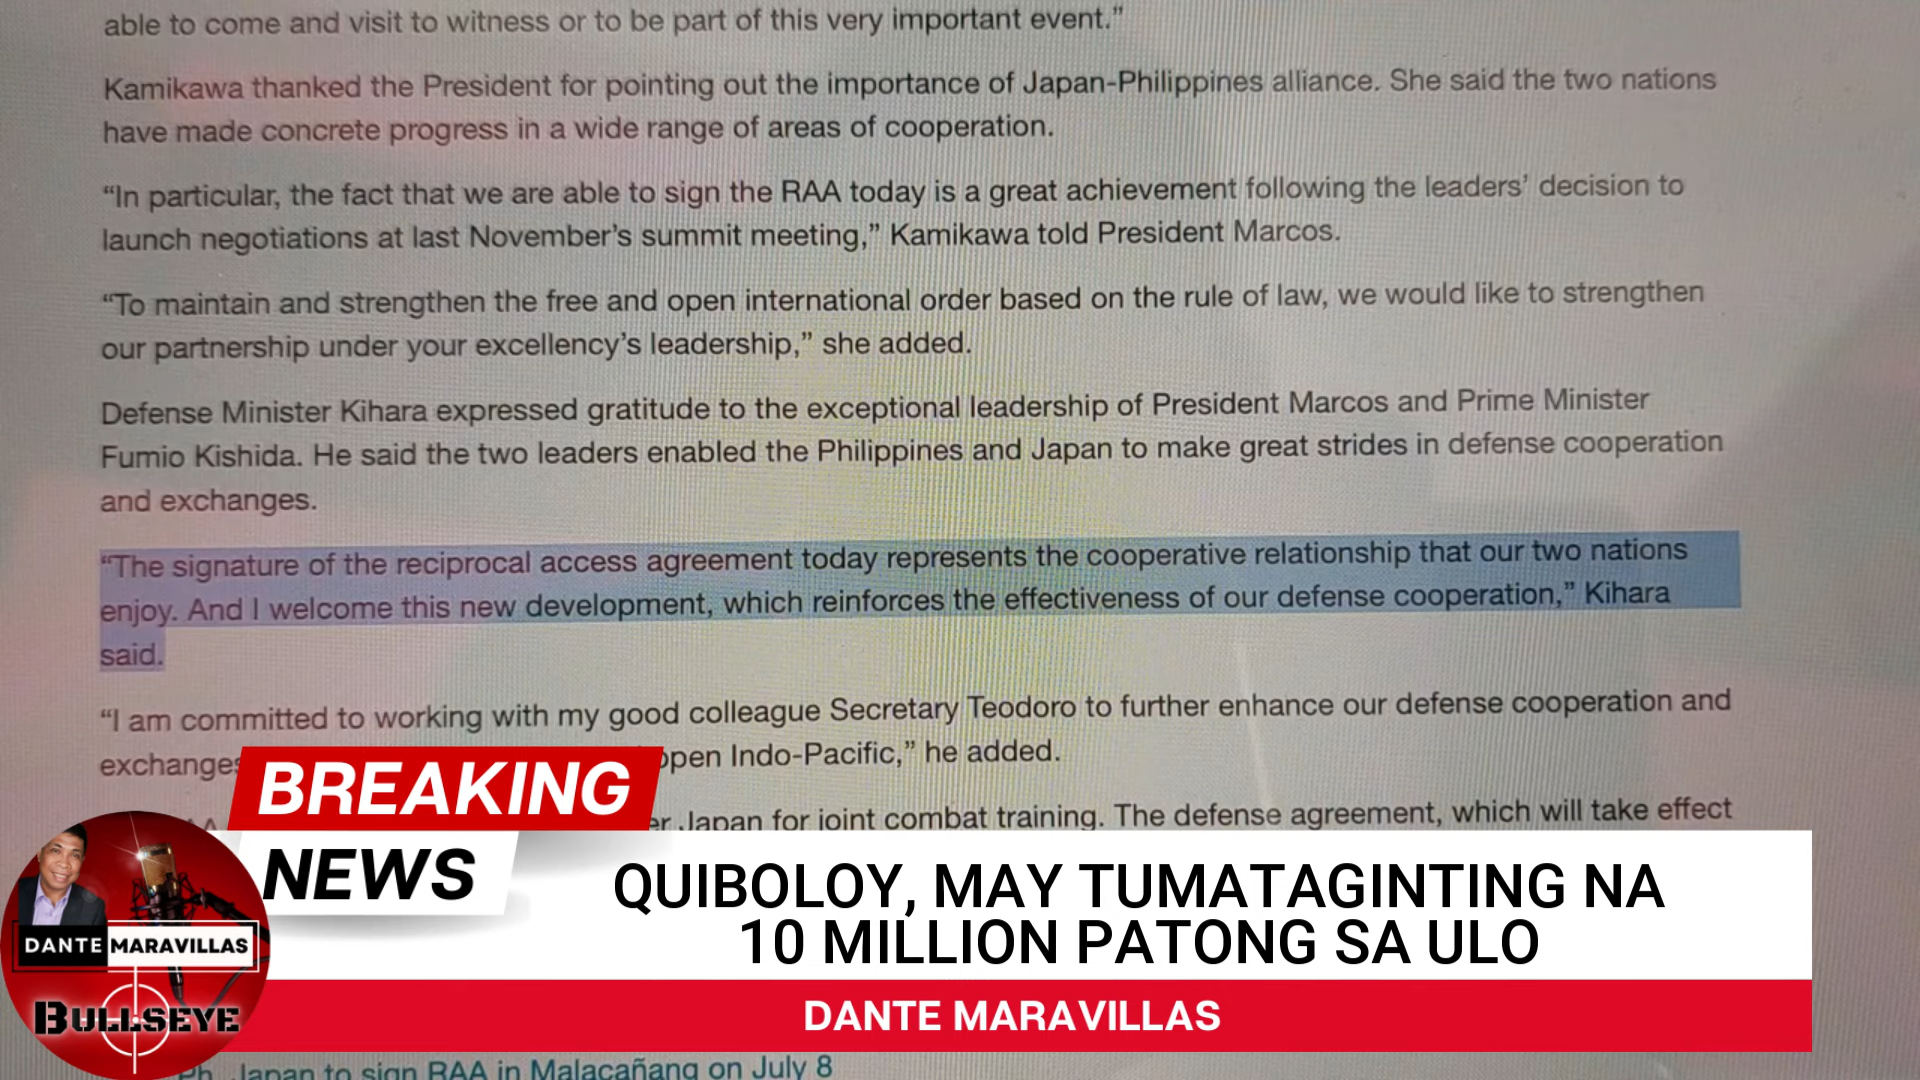 able to come and visit to witness or to be part of this very important event.”
Kamikawa thanked the President for pointing out the importance of Japan-Philippines alliance. She said the two nations
have made concrete progress in a wide range of areas of cooperation.
“In particular, the fact that we are able to sign the RAA today is a great achievement following the leaders’ decision to
launch negotiations at last November’s summit meeting,” Kamikawa told President Marcos.
“To maintain and strengthen the free and open international order based on the rule of law, we would like to strengthen
our partnership under your excellency’s leadership,” she added.
Defense Minister Kihara expressed gratitude to the exceptional leadership of President Marcos and Prime Minister
Fumio Kishida. He said the two leaders enabled the Philippines and Japan to make great strides in defense cooperation
and exchanges.
“The signature of the reciprocal access agreement today represents the cooperative relationship that our two nations
enjoy. And I welcome this new development, which reinforces the effectiveness of our defense cooperation,” Kihara
said.
“I am committed to working with my good colleague Secretary Teodoro to further enhance our defense cooperation and
exchanges open Indo-Pacific,” he added.
Japan for joint combat training. The defense agreement, which will take effect
BREAKING
NEWS
QUIBOLOY, MAY TUMATAGINTING NA
10 MILLION PATONG SA ULO
DANTE MARAVILLAS
DANTE MARAVILLAS
BULLSEYE
Ph, Japan to sign RAA in Malacañang on July 8